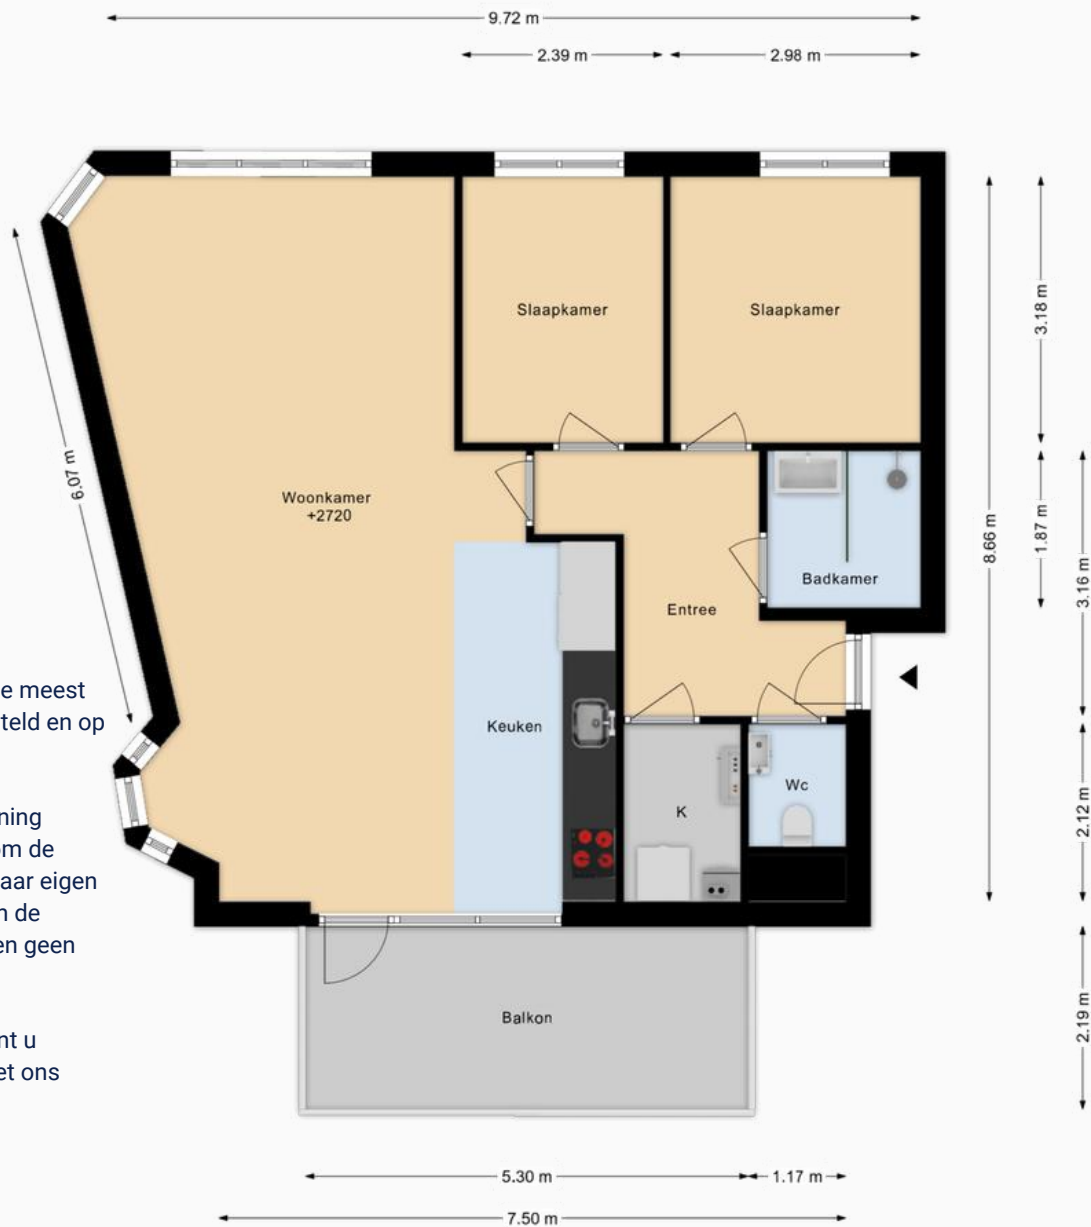 9.72 m
2.39 m
2.98 m
Slaapkamer
Slaapkamer
3.18 m
6.07 m
Woonkamer
+2720
8.66 m
1.87 m
3.16 m
Badkamer
Entree
e meest
teld en op
Keuken
Wc
K
2.12 m
ning
om de
aar eigen
n de
en geen
Balkon
2.19 m
nt u
et ons
5.30 m
1.17 m
7.50 m